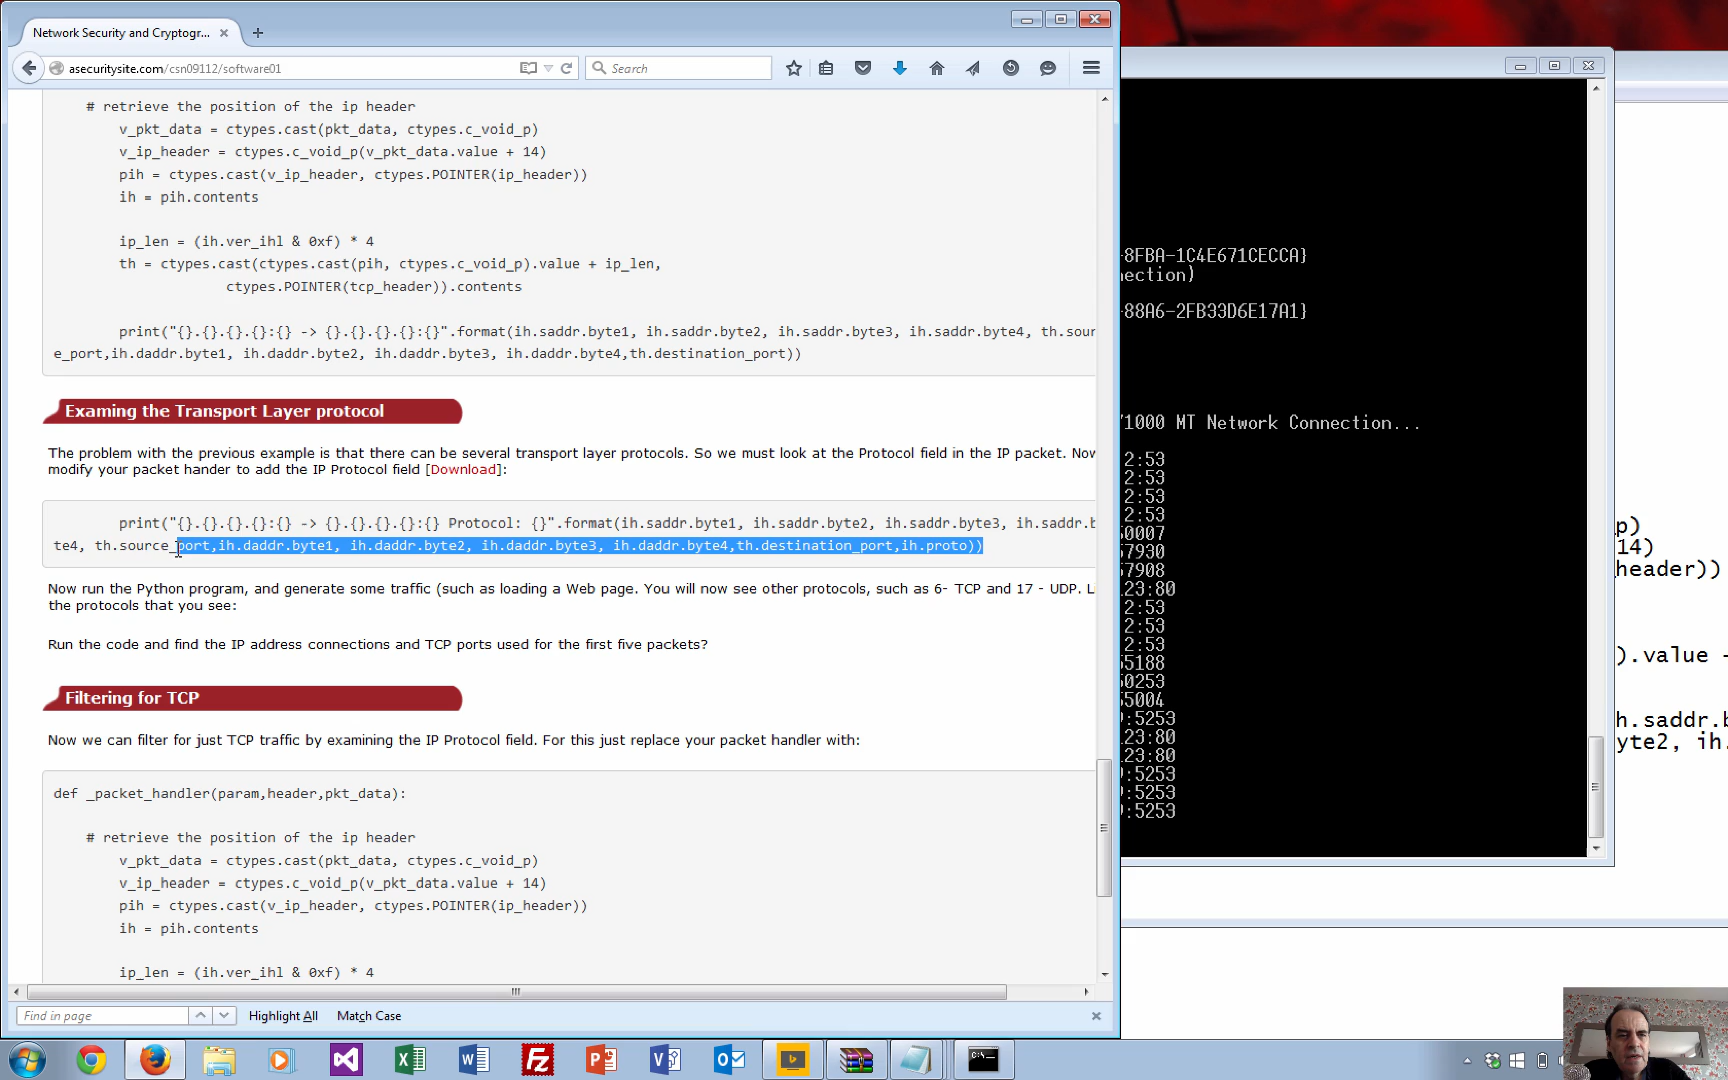 Network Security and Cryptogr...
asecuritysite.com/csn09112/software01
Search
# retrieve the position of the ip header
v_pkt_data = ctypes.cast(pkt_data, ctypes.c_void_p)
v_ip_header = ctypes.c_void_p(v_pkt_data.value + 14)
pih = ctypes.cast(v_ip_header, ctypes.POINTER(ip_header))
ih = pih.contents
ip_len = (ih.ver_ihl & 0xf) * 4
th = ctypes.cast(ctypes.cast(pih, ctypes.c_void_p).value + ip_len,
ctypes.POINTER(tcp_header)).contents
print("{}.{}.{}.{}:{} -> {}.{}.{}.{}:{}".format(ih.saddr.byte1, ih.saddr.byte2, ih.saddr.byte3, ih.saddr.byte4, th.sour
e_port,ih.daddr.byte1, ih.daddr.byte2, ih.daddr.byte3, ih.daddr.byte4,th.destination_port))
Examing the Transport Layer protocol
The problem with the previous example is that there can be several transport layer protocols. So we must look at the Protocol field in the IP packet. Now
modify your packet hander to add the IP Protocol field [Download]:
print("{}.{}.{}.{}:{} -> {}.{}.{}.{}:{} Protocol: {}".format(ih.saddr.byte1, ih.saddr.byte2, ih.saddr.byte3, ih.saddr.b
te4, th.source_port,ih.daddr.byte1, ih.daddr.byte2, ih.daddr.byte3, ih.daddr.byte4,th.destination_port,ih.proto))
Now run the Python program, and generate some traffic (such as loading a Web page. You will now see other protocols, such as 6- TCP and 17 - UDP. Li
the protocols that you see:
Run the code and find the IP address connections and TCP ports used for the first five packets?
Filtering for TCP
Now we can filter for just TCP traffic by examining the IP Protocol field. For this just replace your packet handler with:
def _packet_handler(param,header,pkt_data):
# retrieve the position of the ip header
v_pkt_data = ctypes.cast(pkt_data, ctypes.c_void_p)
v_ip_header = ctypes.c_void_p(v_pkt_data.value + 14)
pih = ctypes.cast(v_ip_header, ctypes.POINTER(ip_header))
ih = pih.contents
ip_len = (ih.ver_ihl & 0xf) * 4
Find in page
Highlight All
Match Case
-8FBA-1C4E671CECCA}
nection)
-88A6-2FB33D6E17A1}
/1000 MT Network Connection...
2:53
2:53
2:53
2:53
50007
57930
57908
123:80
2:53
2:53
2:53
55188
50253
55004
:5253
123:80
123:80
:5253
:5253
:5253
p)
14)
header))
).value -
h.saddr.b
yte2, ih.
C:\